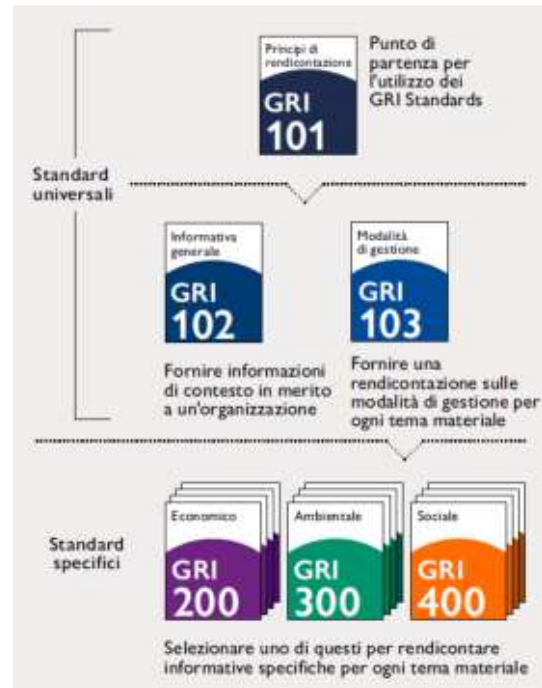 Principi di
rendicontazione
GRI
101
Punto di
partenza per
l'utilizzo dei
GRI Standards
Standard
universali
Informativa
generale
GRI
102
Modalità
di gestione
GRI
103
Fornire informazioni
di contesto in merito
a un'organizzazione
Fornire una
rendicontazione sulle
modalità di gestione per
ogni tema materiale
Standard
specifici
Economico
GRI
200
Ambientale
GRI
300
Sociale
GRI
400
Selezionare uno di questi per rendicontare
informative specifiche per ogni tema materiale